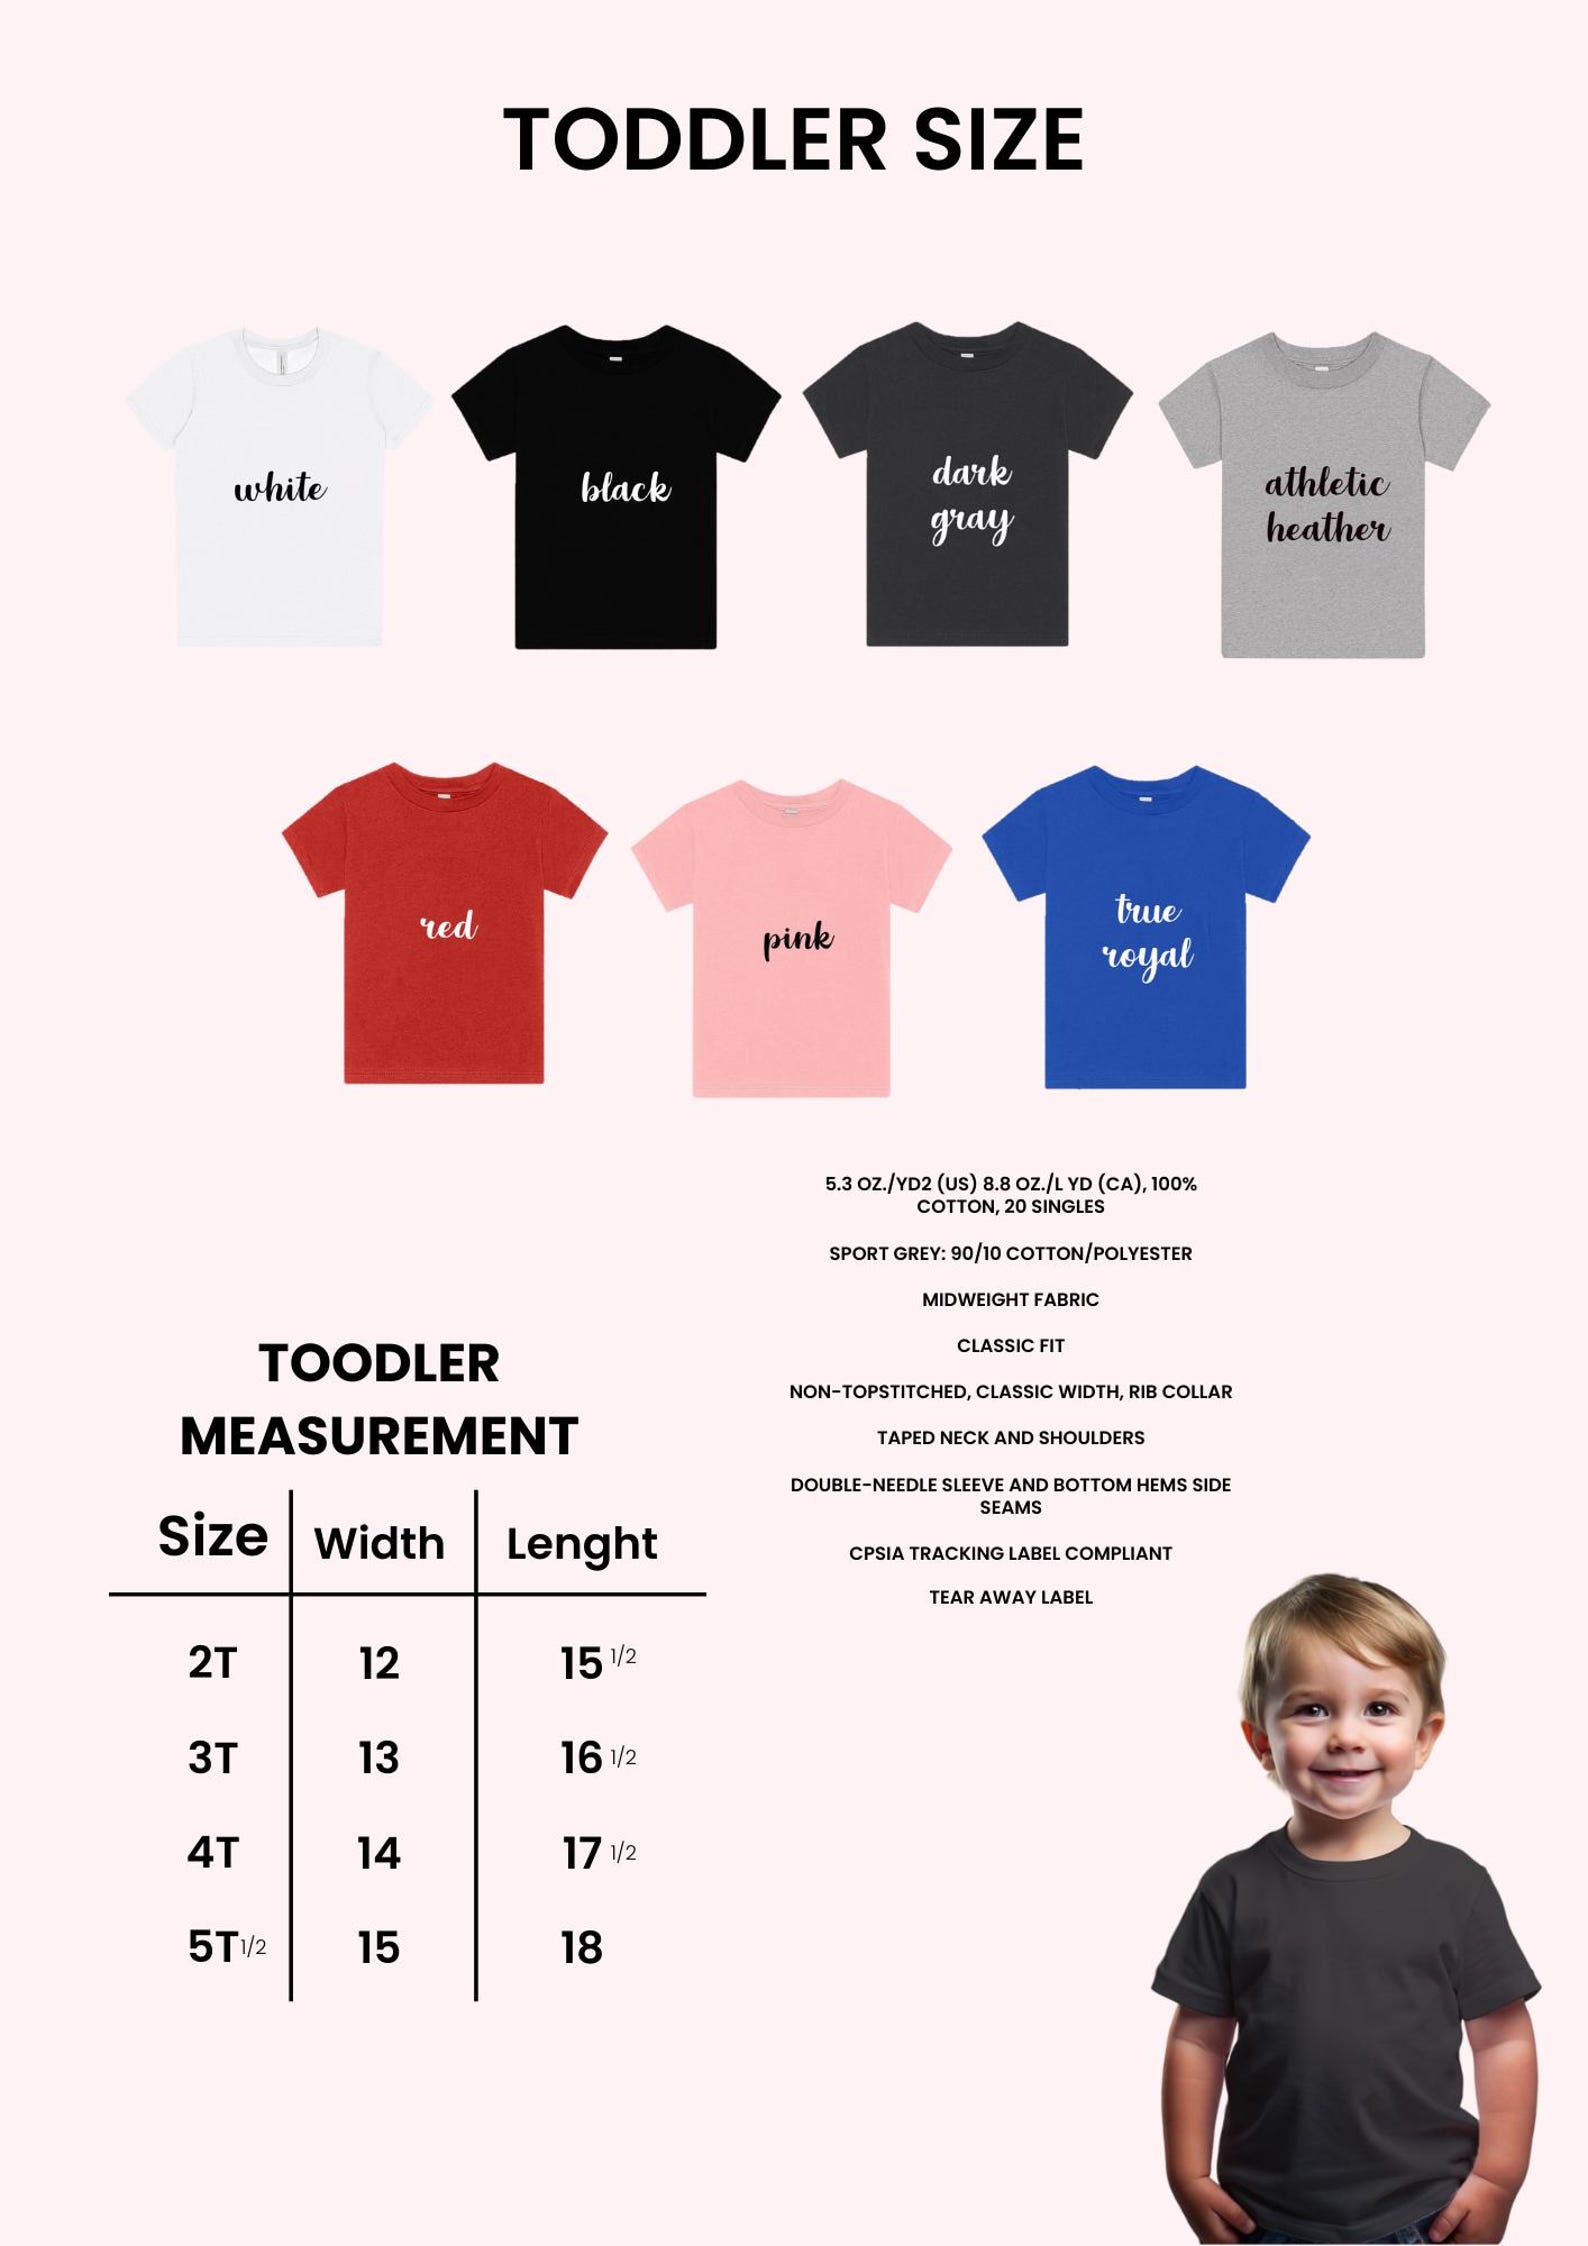 TODDLER SIZE
white
black
dark
gray
athletic
heather
red
pink
true
royal
5.3 OZ./YD2 (US) 8.8 OZ./L YD (CA), 100%
COTTON, 20 SINGLES
SPORT GREY: 90/10 COTTON/POLYESTER
MIDWEIGHT FABRIC
CLASSIC FIT
NON-TOPSTITCHED, CLASSIC WIDTH, RIB COLLAR
TAPED NECK AND SHOULDERS
DOUBLE-NEEDLE SLEEVE AND BOTTOM HEMS SIDE
SEAMS
CPSIA TRACKING LABEL COMPLIANT
TEAR AWAY LABEL
TOODLER
MEASUREMENT
Size Width Lenght
2T 12 15 1/2
3T 13 16 1/2
4T 14 17 1/2
5T 1/2 15 18